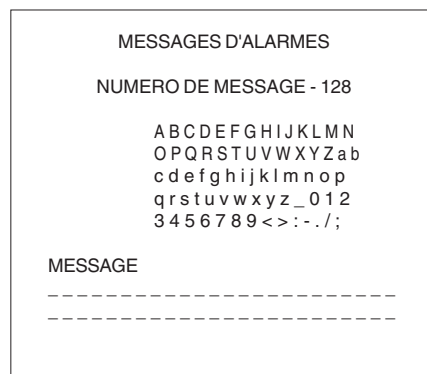 MESSAGES D'ALARMES
NUMERO DE MESSAGE - 128
A B C D E F G H I J K L M N
O P Q R S T U V W X Y Z a b
c d e f g h i j k l m n o p
q r s t u v w x y z _ 0 1 2
3 4 5 6 7 8 9 < > : - . / ;
MESSAGE
_ _ _ _ _ _ _ _ _ _ _ _ _ _ _ _ _ _ _ _ _ _ _ _
_ _ _ _ _ _ _ _ _ _ _ _ _ _ _ _ _ _ _ _ _ _ _ _